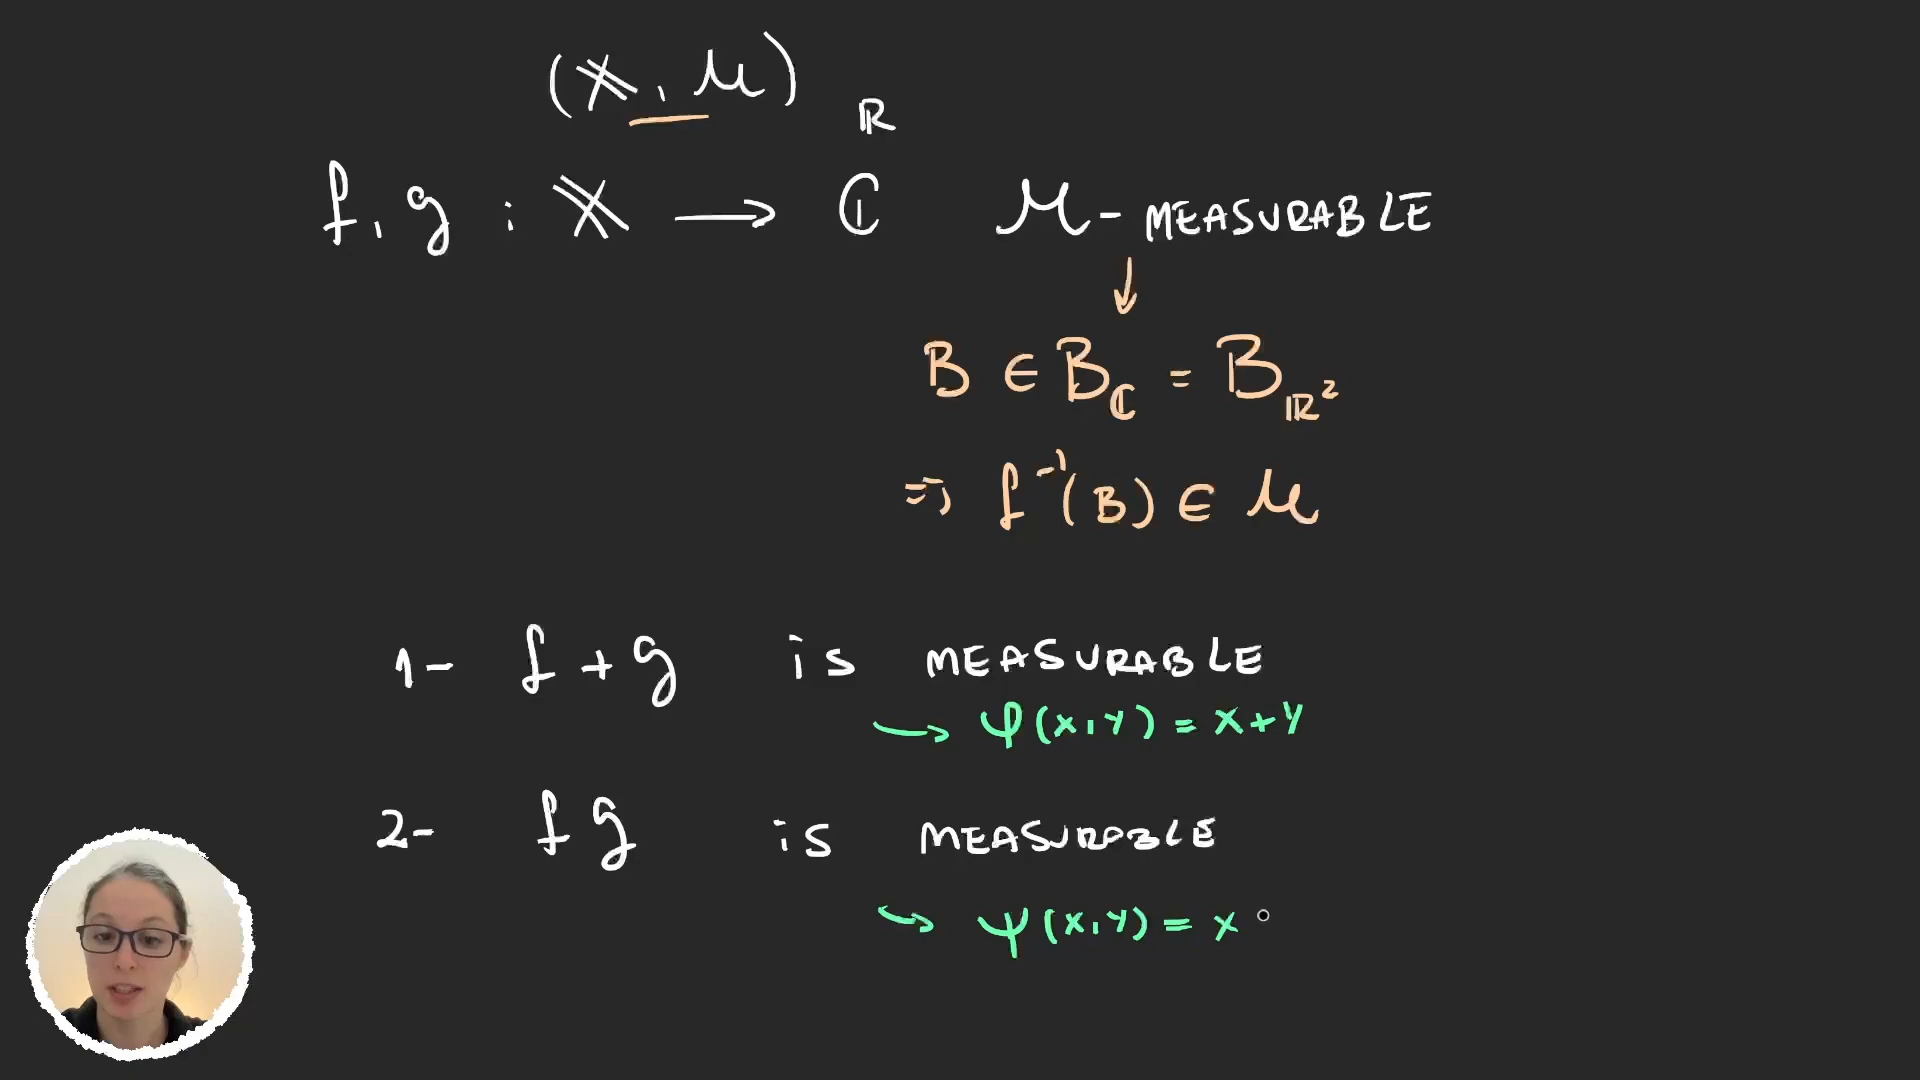 (X, M)
ℝ
f, g : X → ℂ M-MEASURABLE
↓
B ∈ B_ℂ = B_ℝ²
⇒ f⁻¹(B) ∈ M
1- f + g is MEASURABLE
↪ φ(x,y) = x+y
2- f g is MEASURABLE
↪ ψ(x,y) = x